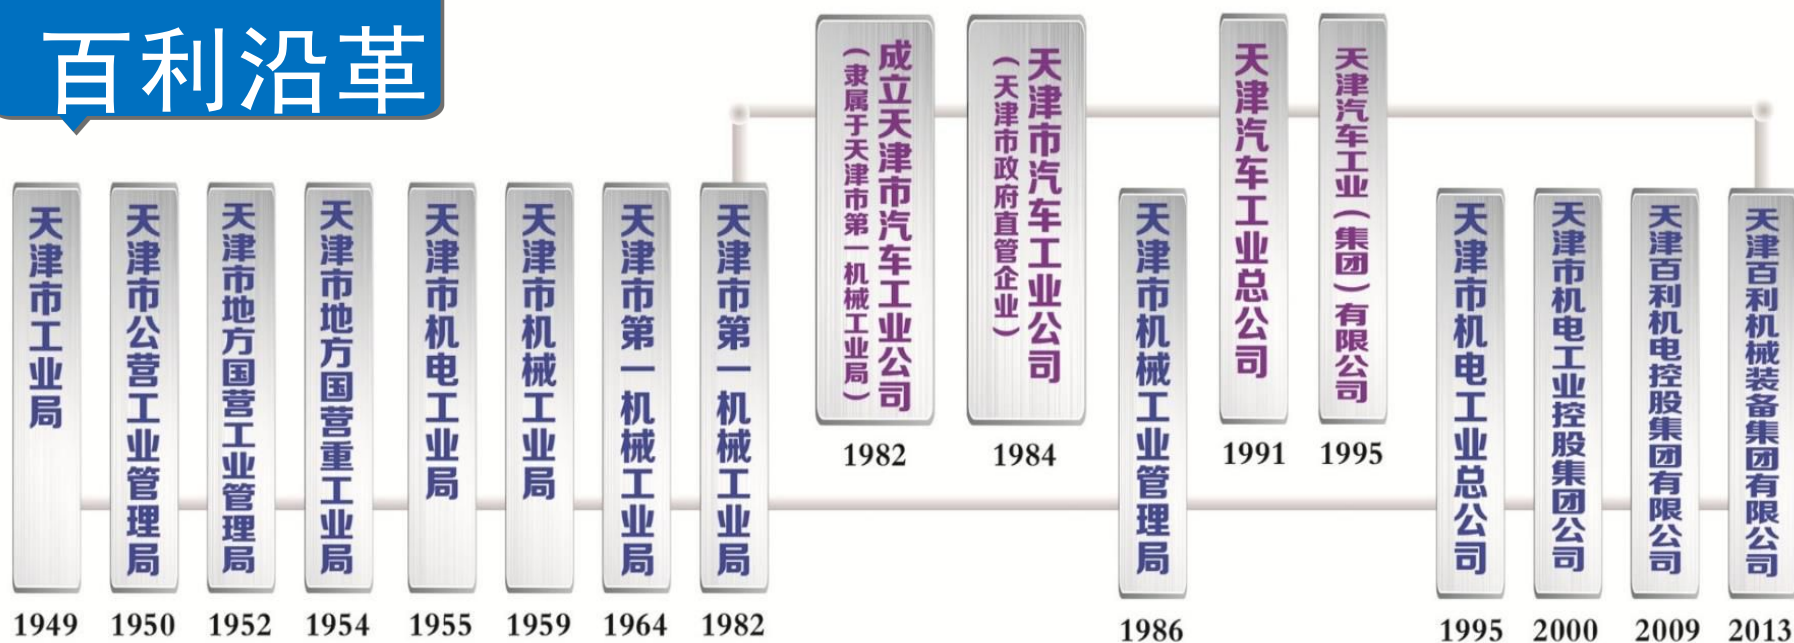 百利沿革
天津市工业局
1949
天津市公营工业管理局
1950
天津市地方国营工业管理局
1952
天津市地方国营重工业局
1954
天津市机电工业局
1955
天津市机械工业局
1959
天津市第一机械工业局
1964
天津市第一机械工业局
1982
成立天津市汽车工业公司
（隶属于天津市第一机械工业局）
1982
天津市汽车工业公司
（天津市政府直管企业）
1984
天津市机械工业管理局
1986
天津汽车工业总公司
1991
天津汽车工业（集团）有限公司
1995
天津市机电工业总公司
1995
天津市机电工业控股集团公司
2000
天津百利机电控股集团有限公司
2009
天津百利机械装备集团有限公司
2013